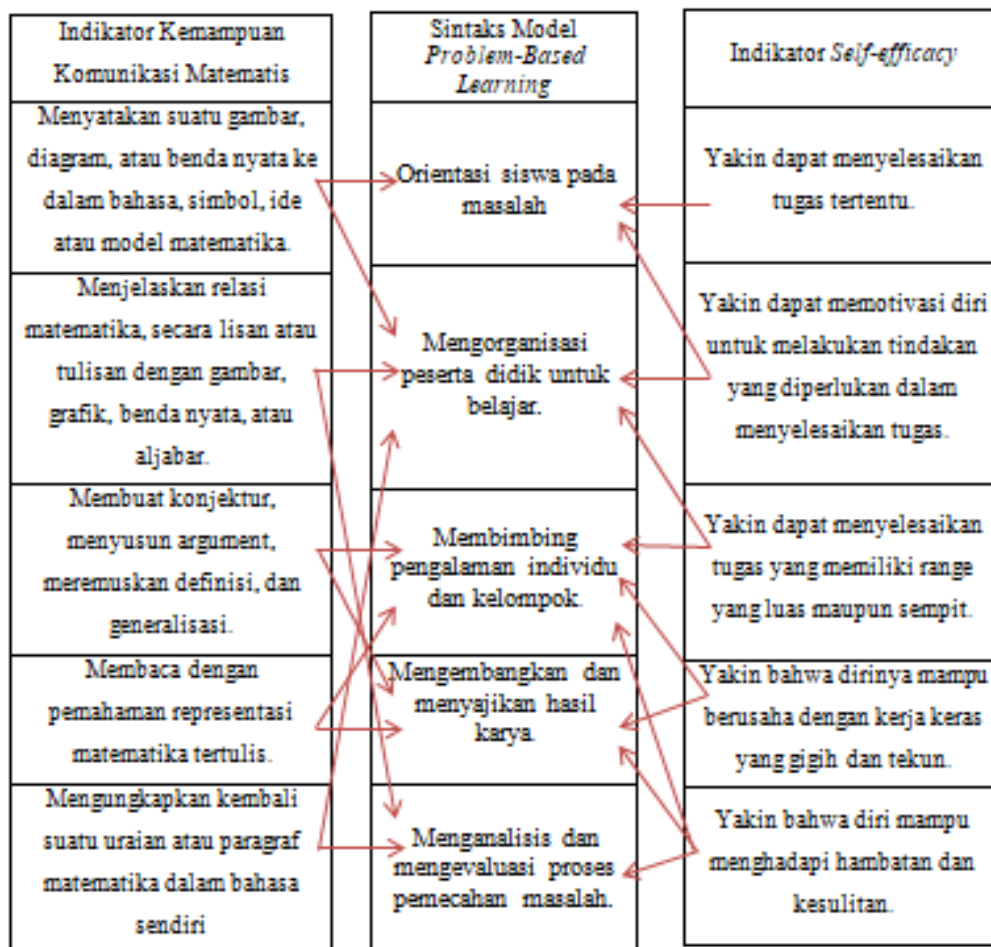 Indikator Kemampuan
Komunikasi Matematis
Menyatakan suatu gambar,
diagram, atau benda nyata ke
dalam bahasa, simbol, ide
atau model matematika.
Menjelaskan relasi
matematika, secara lisan atau
tulisan dengan gambar,
grafik, benda nyata, atau
aljabar.
Membuat konjektur,
menyusun argument,
meremuskan definisi, dan
generalisasi.
Membaca dengan
pemahaman representasi
matematika tertulis.
Mengungkapkan kembali
suatu uraian atau paragraf
matematika dalam bahasa
sendiri
Sintaks Model
Problem-Based
Learning
Orientasi siswa pada
masalah
Mengorganisasi
peserta didik untuk
belajar.
Membimbing
pengalaman individu
dan kelompok.
Mengembangkan dan
menyajikan hasil
karya.
Menganalisis dan
mengevaluasi proses
pemecahan masalah.
Indikator Self-efficacy
Yakin dapat menyelesaikan
tugas tertentu.
Yakin dapat memotivasi diri
untuk melakukan tindakan
yang diperlukan dalam
menyelesaikan tugas.
Yakin dapat menyelesaikan
tugas yang memiliki range
yang luas maupun sempit.
Yakin bahwa dirinya mampu
berusaha dengan kerja keras
yang gigih dan tekun.
Yakin bahwa diri mampu
menghadapi hambatan dan
kesulitan.